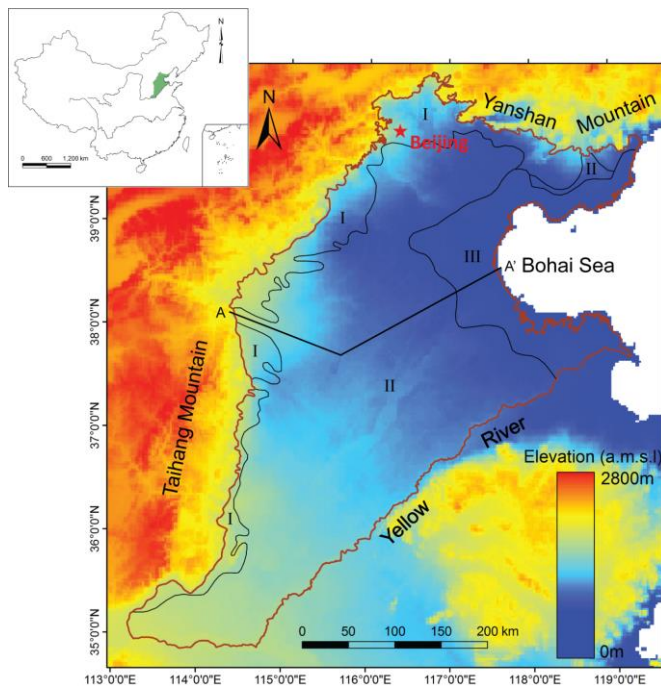 N
0 600 1,200 km
N
I
Yanshan
Mountain
Beijing
II
I
39°0'0"N
III
A' Bohai Sea
A
38°0'0"N
I
Taihang Mountain
II
37°0'0"N
River
Elevation (a.m.s.l)
2800m
I
Yellow
36°0'0"N
0 50 100 150 200 km
35°0'0"N
0m
113°0'0"E 114°0'0"E 115°0'0"E 116°0'0"E 117°0'0"E 118°0'0"E 119°0'0"E